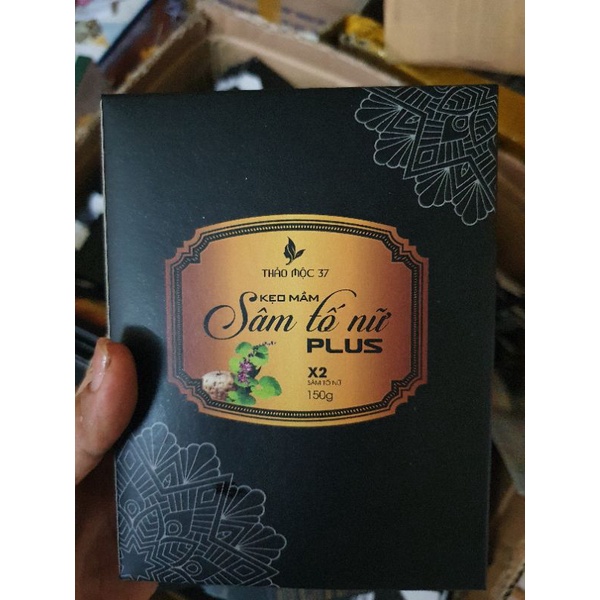 THẢO MỘC 37
KẸO MẦM
Sâm tố nữ
PLUS
X2
SÂM TỐ NỮ
150g